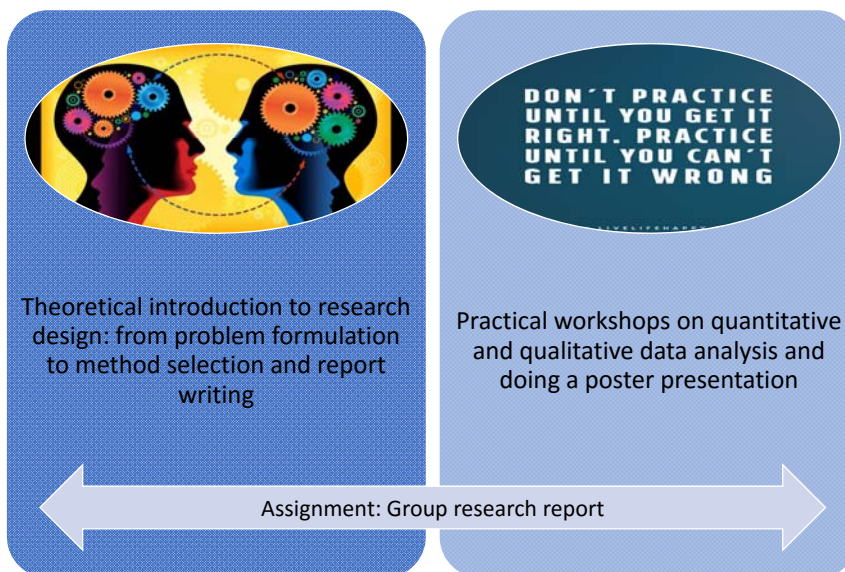 DON´T PRACTICE
UNTIL YOU GET IT
RIGHT. PRACTICE
UNTIL YOU CAN´T
GET IT WRONG
LIVELIFEHAPPY
Theoretical introduction to research
design: from problem formulation
to method selection and report
writing
Practical workshops on quantitative
and qualitative data analysis and
doing a poster presentation
Assignment: Group research report